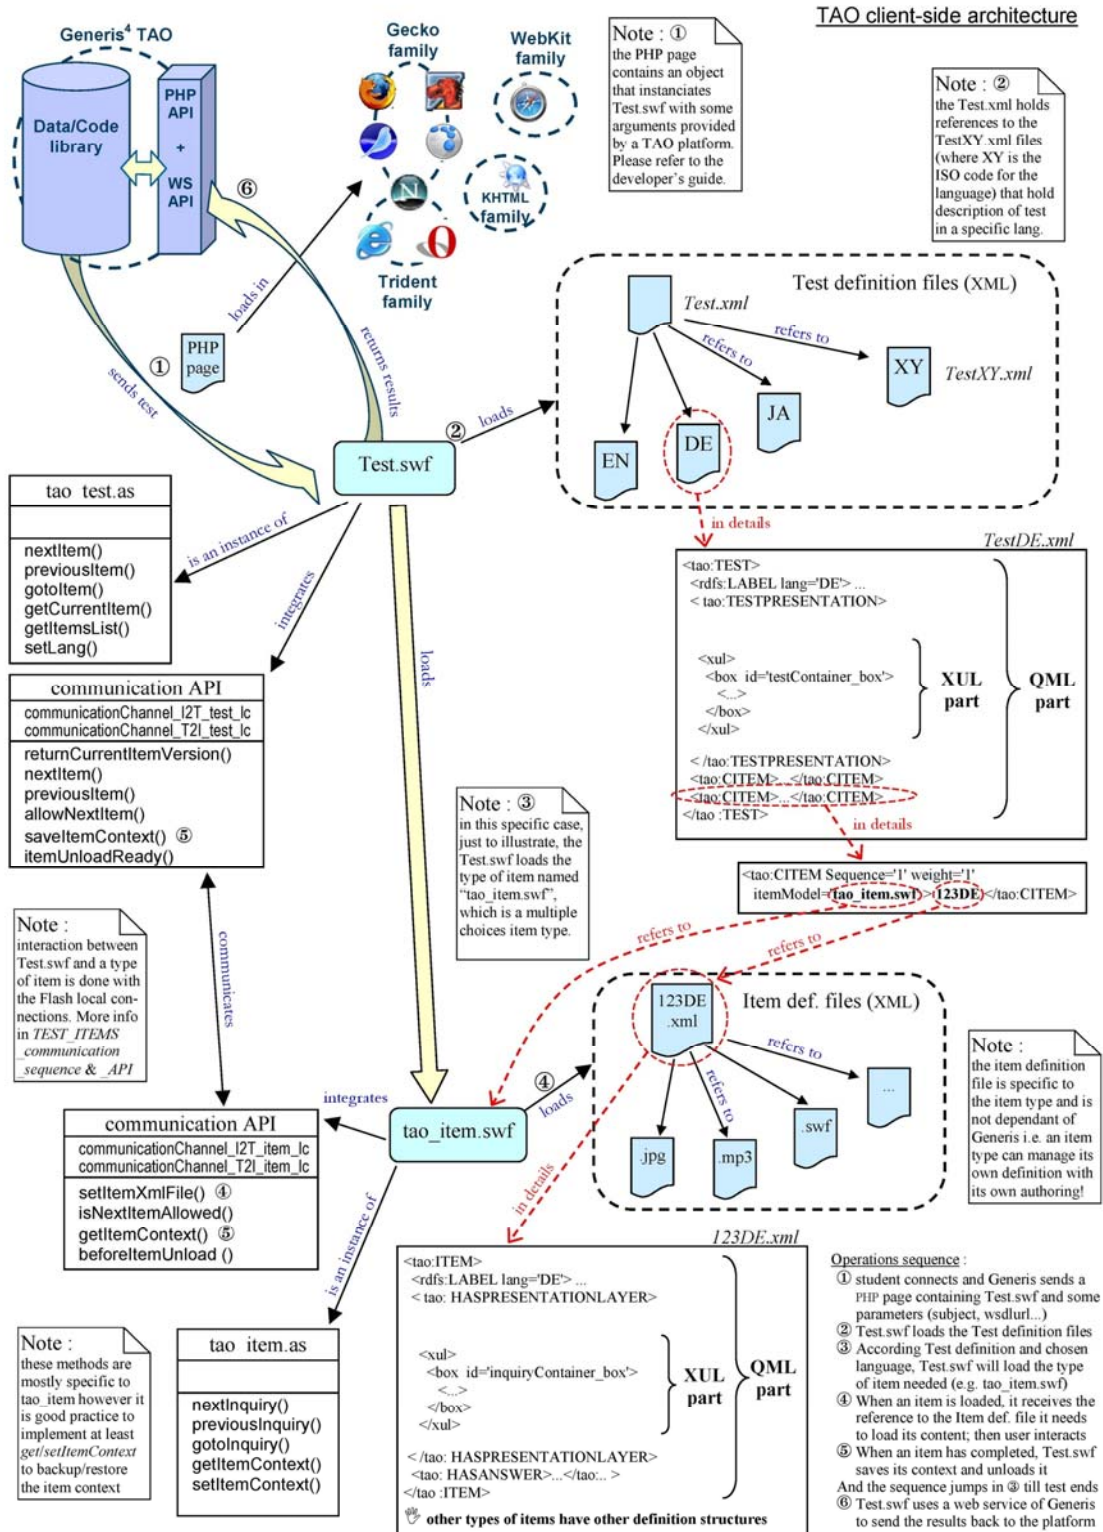 TAO client-side architecture
Generis⁴ TAO
Data/Code
library
PHP
API
+
WS
API
Gecko
family
WebKit
family
N
KHTML
family
Trident
family
Note : ①
the PHP page
contains an object
that instanciates
Test.swf with some
arguments provided
by a TAO platform.
Please refer to the
developer's guide.
Note : ②
the Test.xml holds
references to the
TestXY.xml files
(where XY is the
ISO code for the
language) that hold
description of test
in a specific lang.
⑥
loads in
①
PHP
page
sends test
returns results
②
loads
Test.swf
Test definition files (XML)
Test.xml
refers to
refers to
XY
TestXY.xml
JA
DE
EN
in details
tao_test.as
nextItem()
previousItem()
gotoItem()
getCurrentItem()
getItemsList()
setLang()
is an instance of
integrates
loads
communication API
communicationChannel_I2T_test_lc
communicationChannel_T2I_test_lc
returnCurrentItemVersion()
nextItem()
previousItem()
allowNextItem()
saveItemContext() ⑤
itemUnloadReady()
TestDE.xml
<tao:TEST>
<rdfs:LABEL lang='DE'> ...
< tao:TESTPRESENTATION>
<xul>
<box id='testContainer_box'>
<...>
</box>
</xul>
XUL
part
QML
part
< /tao:TESTPRESENTATION>
<tao:CITEM>...</tao:CITEM>
<tao:CITEM>...</tao:CITEM>
</tao :TEST>
in details
<tao:CITEM Sequence='1' weight='1'
itemModel='tao_item.swf'>123DE</tao:CITEM>
Note : ③
in this specific case,
just to illustrate, the
Test.swf loads the
type of item named
"tao_item.swf",
which is a multiple
choices item type.
refers to
refers to
Note :
interaction between
Test.swf and a type
of item is done with
the Flash local con-
nections. More info
in TEST_ITEMS
_communication
_sequence & _API
communicates
Item def. files (XML)
123DE
.xml
refers to
refers to
...
.swf
.mp3
.jpg
Note :
the item definition
file is specific to
the item type and is
not dependant of
Generis i.e. an item
type can manage its
own definition with
its own authoring!
integrates
tao_item.swf
④
loads
communication API
communicationChannel_I2T_item_lc
communicationChannel_T2I_item_lc
setItemXmlFile() ④
isNextItemAllowed()
getItemContext() ⑤
beforeItemUnload ()
is an instance of
in details
Note :
these methods are
mostly specific to
tao_item however it
is good practice to
implement at least
get/setItemContext
to backup/restore
the item context
tao_item.as
nextInquiry()
previousInquiry()
gotoInquiry()
getItemContext()
setItemContext()
123DE.xml
<tao:ITEM>
<rdfs:LABEL lang='DE'> ...
< tao: HASPRESENTATIONLAYER>
<xul>
<box id='inquiryContainer_box'>
<...>
</box>
</xul>
XUL
part
QML
part
< /tao: HASPRESENTATIONLAYER>
<tao: HASANSWER>...</tao:.. >
</tao :ITEM>
other types of items have other definition structures
Operations sequence :
① student connects and Generis sends a
PHP page containing Test.swf and some
parameters (subject, wsdlurl...)
② Test.swf loads the Test definition files
③ According Test definition and chosen
language, Test.swf will load the type
of item needed (e.g. tao_item.swf)
④ When an item is loaded, it receives the
reference to the Item def. file it needs
to load its content; then user interacts
⑤ When an item has completed, Test.swf
saves its context and unloads it
And the sequence jumps in ③ till test ends
⑥ Test.swf uses a web service of Generis
to send the results back to the platform